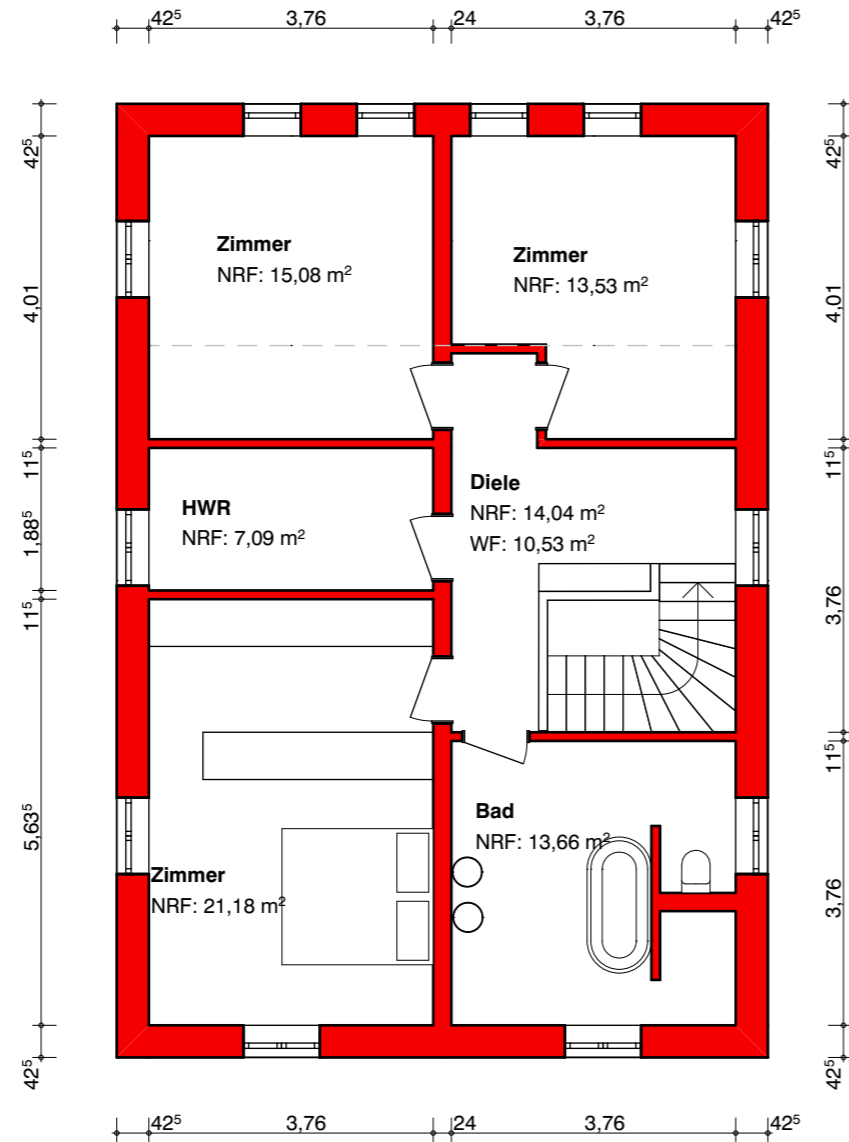 42⁵ 3,76 24 3,76 42⁵
42⁵
4,01
11⁵
1,88⁵
11⁵
5,63⁵
42⁵
Zimmer
NRF: 15,08 m²
Zimmer
NRF: 13,53 m²
HWR
NRF: 7,09 m²
Diele
NRF: 14,04 m²
WF: 10,53 m²
Zimmer
NRF: 21,18 m²
Bad
NRF: 13,66 m²
42⁵
4,01
11⁵
3,76
11⁵
3,76
42⁵
42⁵ 3,76 24 3,76 42⁵